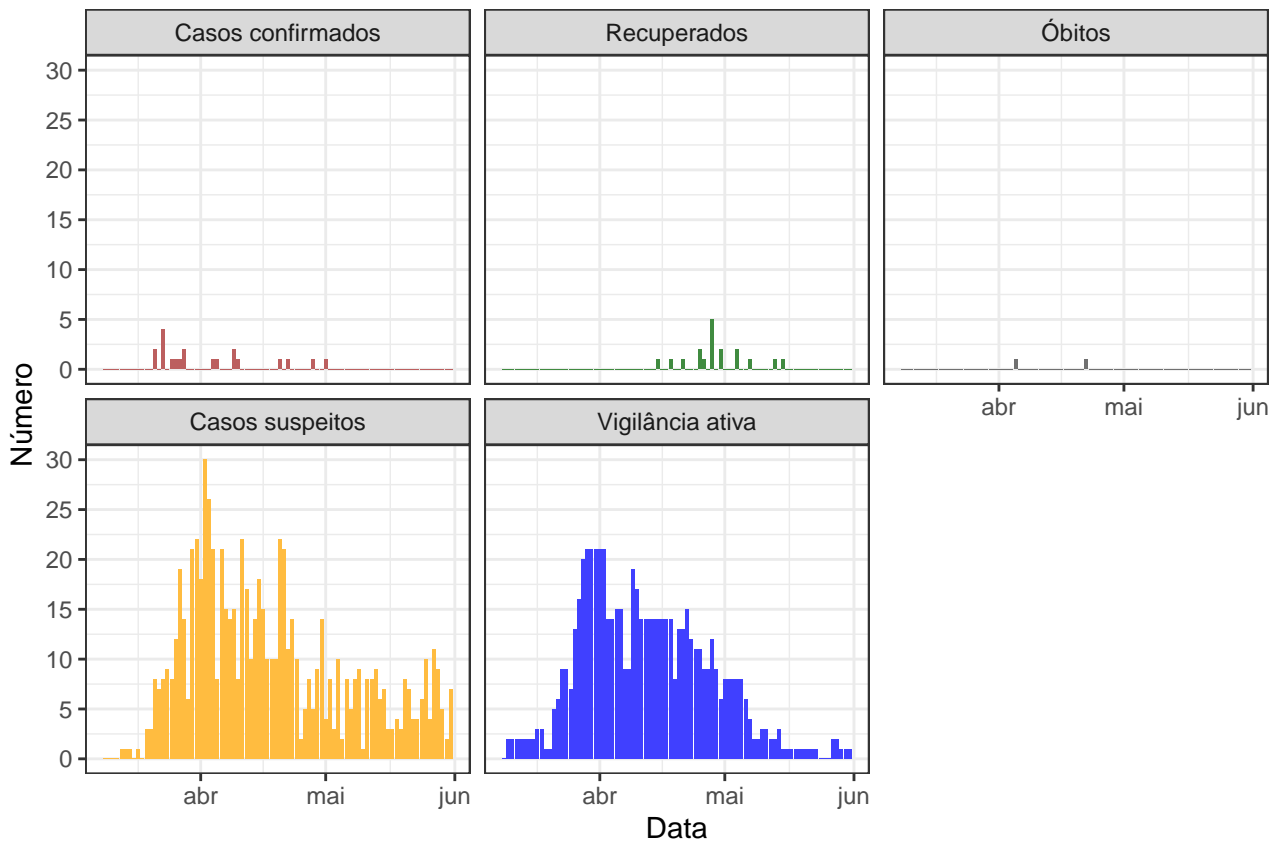 Casos confirmados
Recuperados
Óbitos
30
25
20
15
10
5
0
abr mai jun
Casos suspeitos
Vigilância ativa
30
25
20
15
10
5
0
abr mai jun
abr mai jun
Número
Data